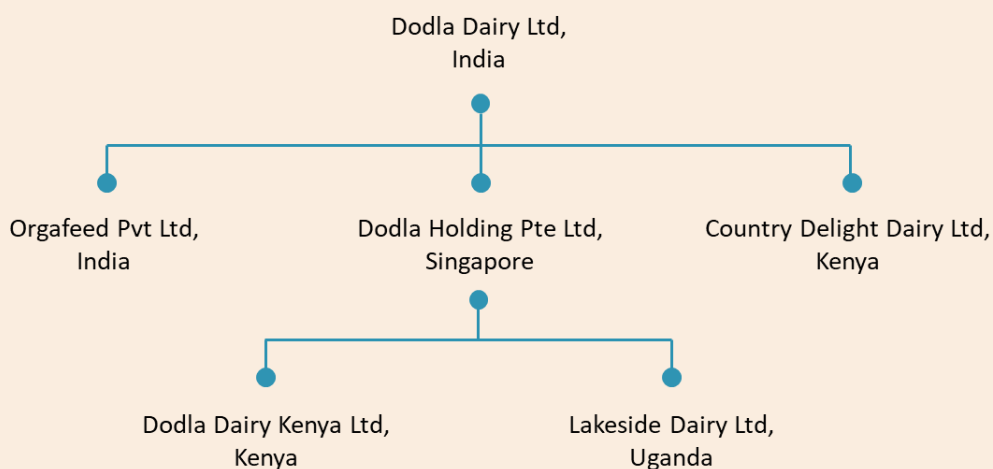 Dodla Dairy Ltd,
India
Orgafeed Pvt Ltd,
India
Dodla Holding Pte Ltd,
Singapore
Country Delight Dairy Ltd,
Kenya
Dodla Dairy Kenya Ltd,
Kenya
Lakeside Dairy Ltd,
Uganda